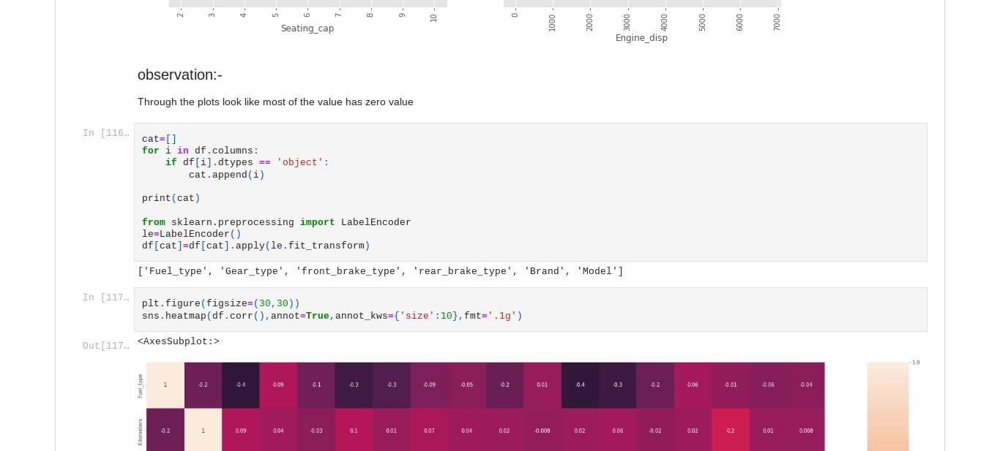 2 3 4 5 6 7 8 9 10
0 1000 2000 3000 4000 5000 6000 7000
Seating_cap
Engine_disp
observation:-
Through the plots look like most of the value has zero value
In [116…
cat=[]
for i in df.columns:
    if df[i].dtypes == 'object':
        cat.append(i)
print(cat)
from sklearn.preprocessing import LabelEncoder
le=LabelEncoder()
df[cat]=df[cat].apply(le.fit_transform)
['Fuel_type', 'Gear_type', 'front_brake_type', 'rear_brake_type', 'Brand', 'Model']
In [117…
plt.figure(figsize=(30,30))
sns.heatmap(df.corr(),annot=True,annot_kws={'size':10},fmt='.1g')
Out[117…
<AxesSubplot:>
1.0
Fuel_type
1 -0.2 -0.4 0.09 -0.1 -0.3 -0.3 -0.09 -0.05 -0.2 0.01 -0.4 -0.3 -0.2 0.06 -0.01 -0.06 -0.04
Kilometers
-0.2 1 0.09 0.04 -0.03 0.1 0.01 0.07 0.04 0.02 -0.008 0.02 0.06 -0.02 0.02 0.2 0.01 0.008